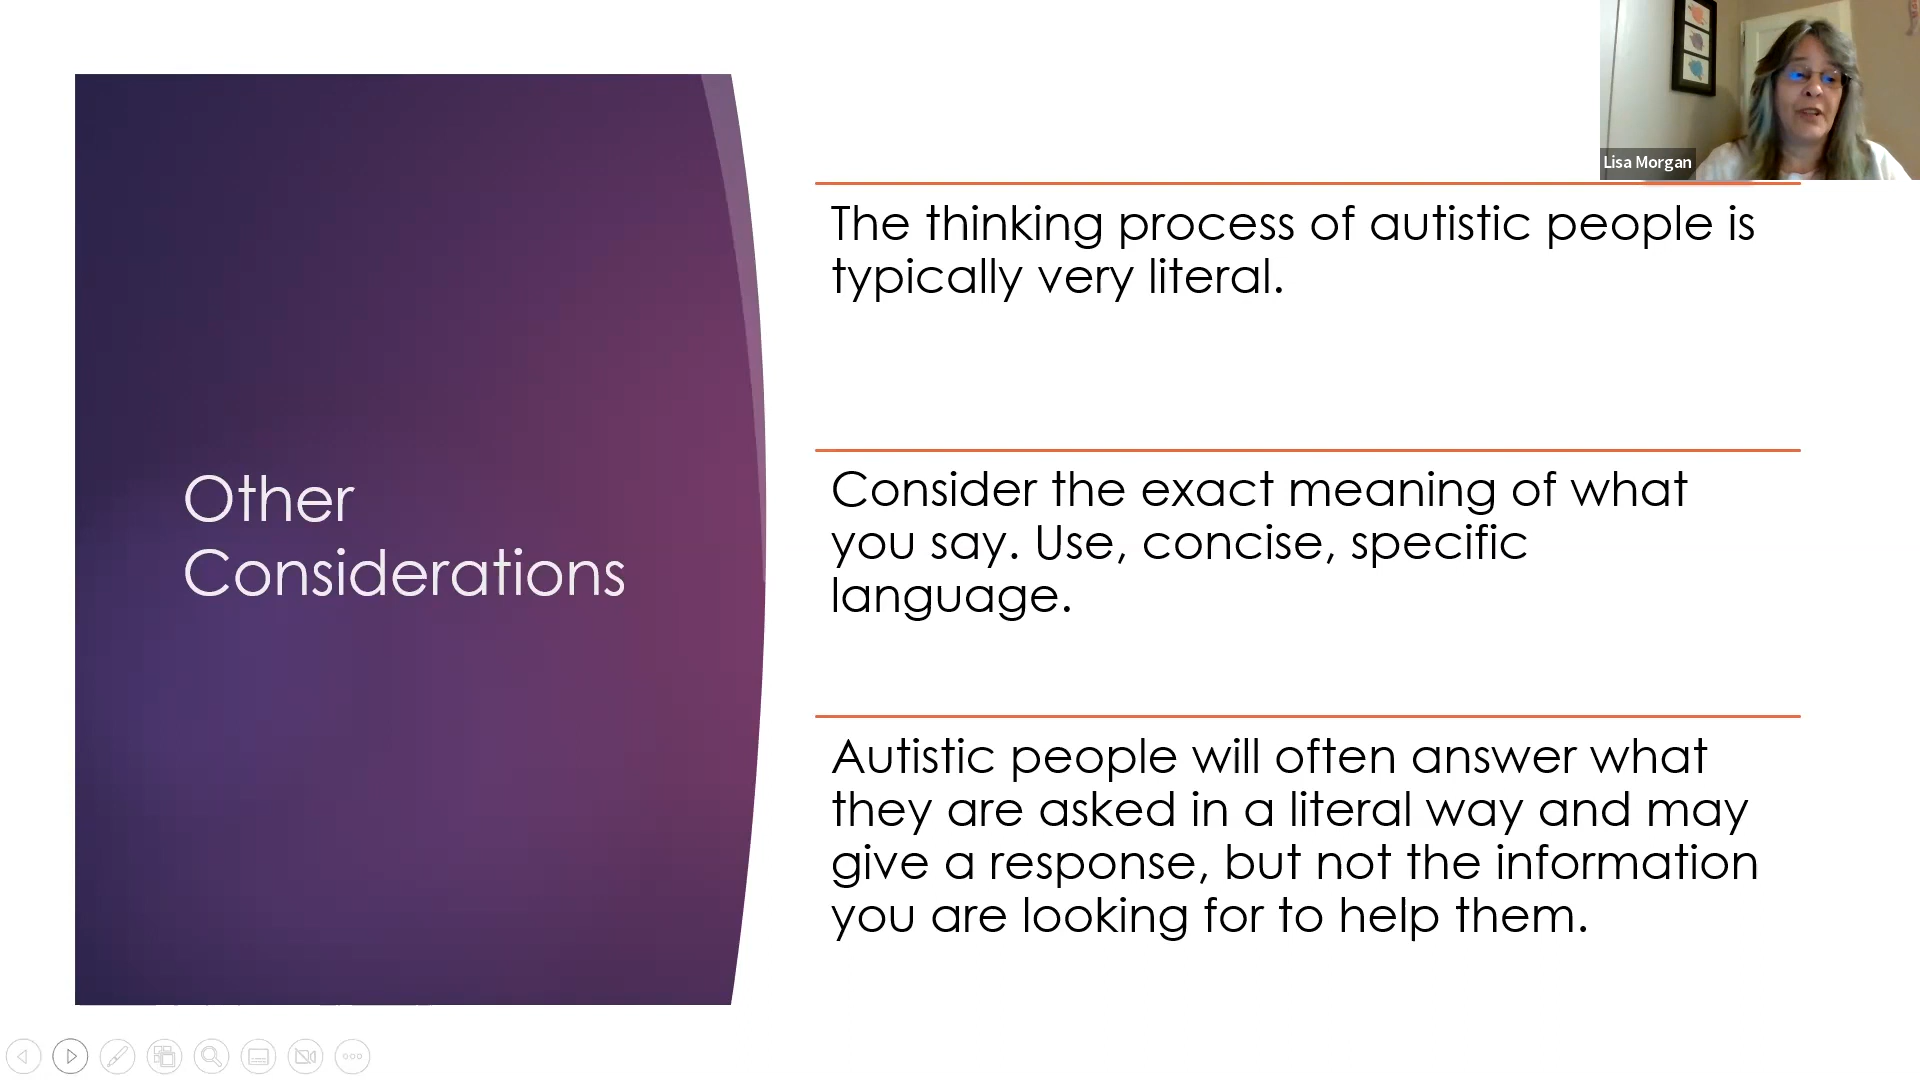 Lisa Morgan
Other
Considerations
The thinking process of autistic people is
typically very literal.
Consider the exact meaning of what
you say. Use, concise, specific
language.
Autistic people will often answer what
they are asked in a literal way and may
give a response, but not the information
you are looking for to help them.